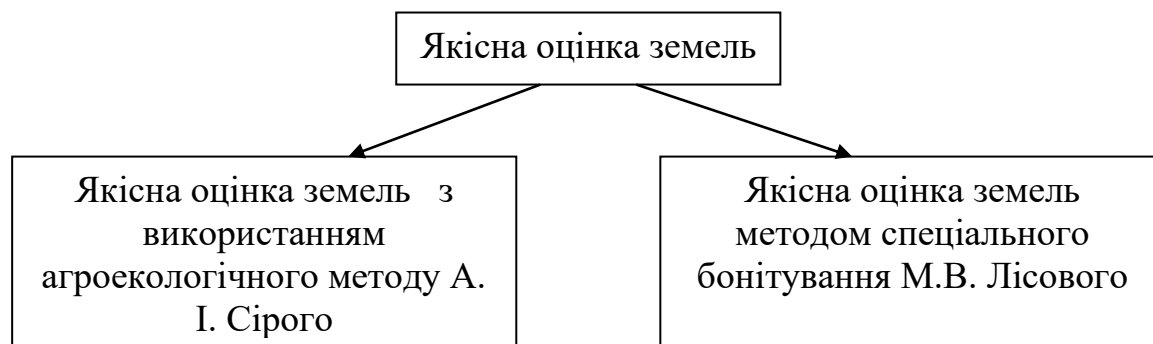 Якісна оцінка земель
Якісна оцінка земель з
використанням
агроекологічного методу А.
І. Сірого
Якісна оцінка земель
методом спеціального
бонітування М.В. Лісового